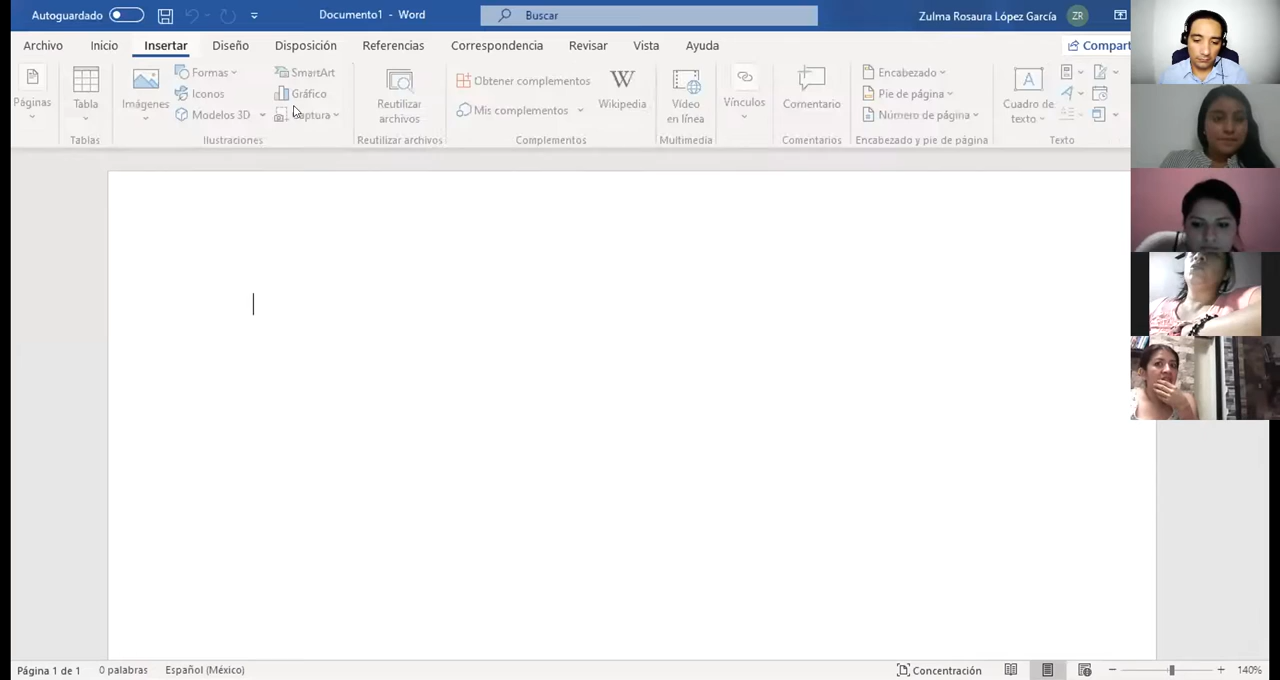 Autoguardado
Documento1 - Word
Buscar
Zulma Rosaura López García
ZR
Archivo
Inicio
Insertar
Diseño
Disposición
Referencias
Correspondencia
Revisar
Vista
Ayuda
Páginas
Tabla
Tablas
Imágenes
Formas
Iconos
Modelos 3D
SmartArt
Gráfico
Ilustraciones
Reutilizar
archivos
Reutilizar archivos
Obtener complementos
Mis complementos
W
Wikipedia
Complementos
Vídeo
en línea
Multimedia
Vínculos
Comentario
Comentarios
Encabezado
Pie de página
Número de página
Encabezado y pie de página
A
Cuadro de
texto
Texto
Página 1 de 1
0 palabras
Español (México)
Concentración
140%